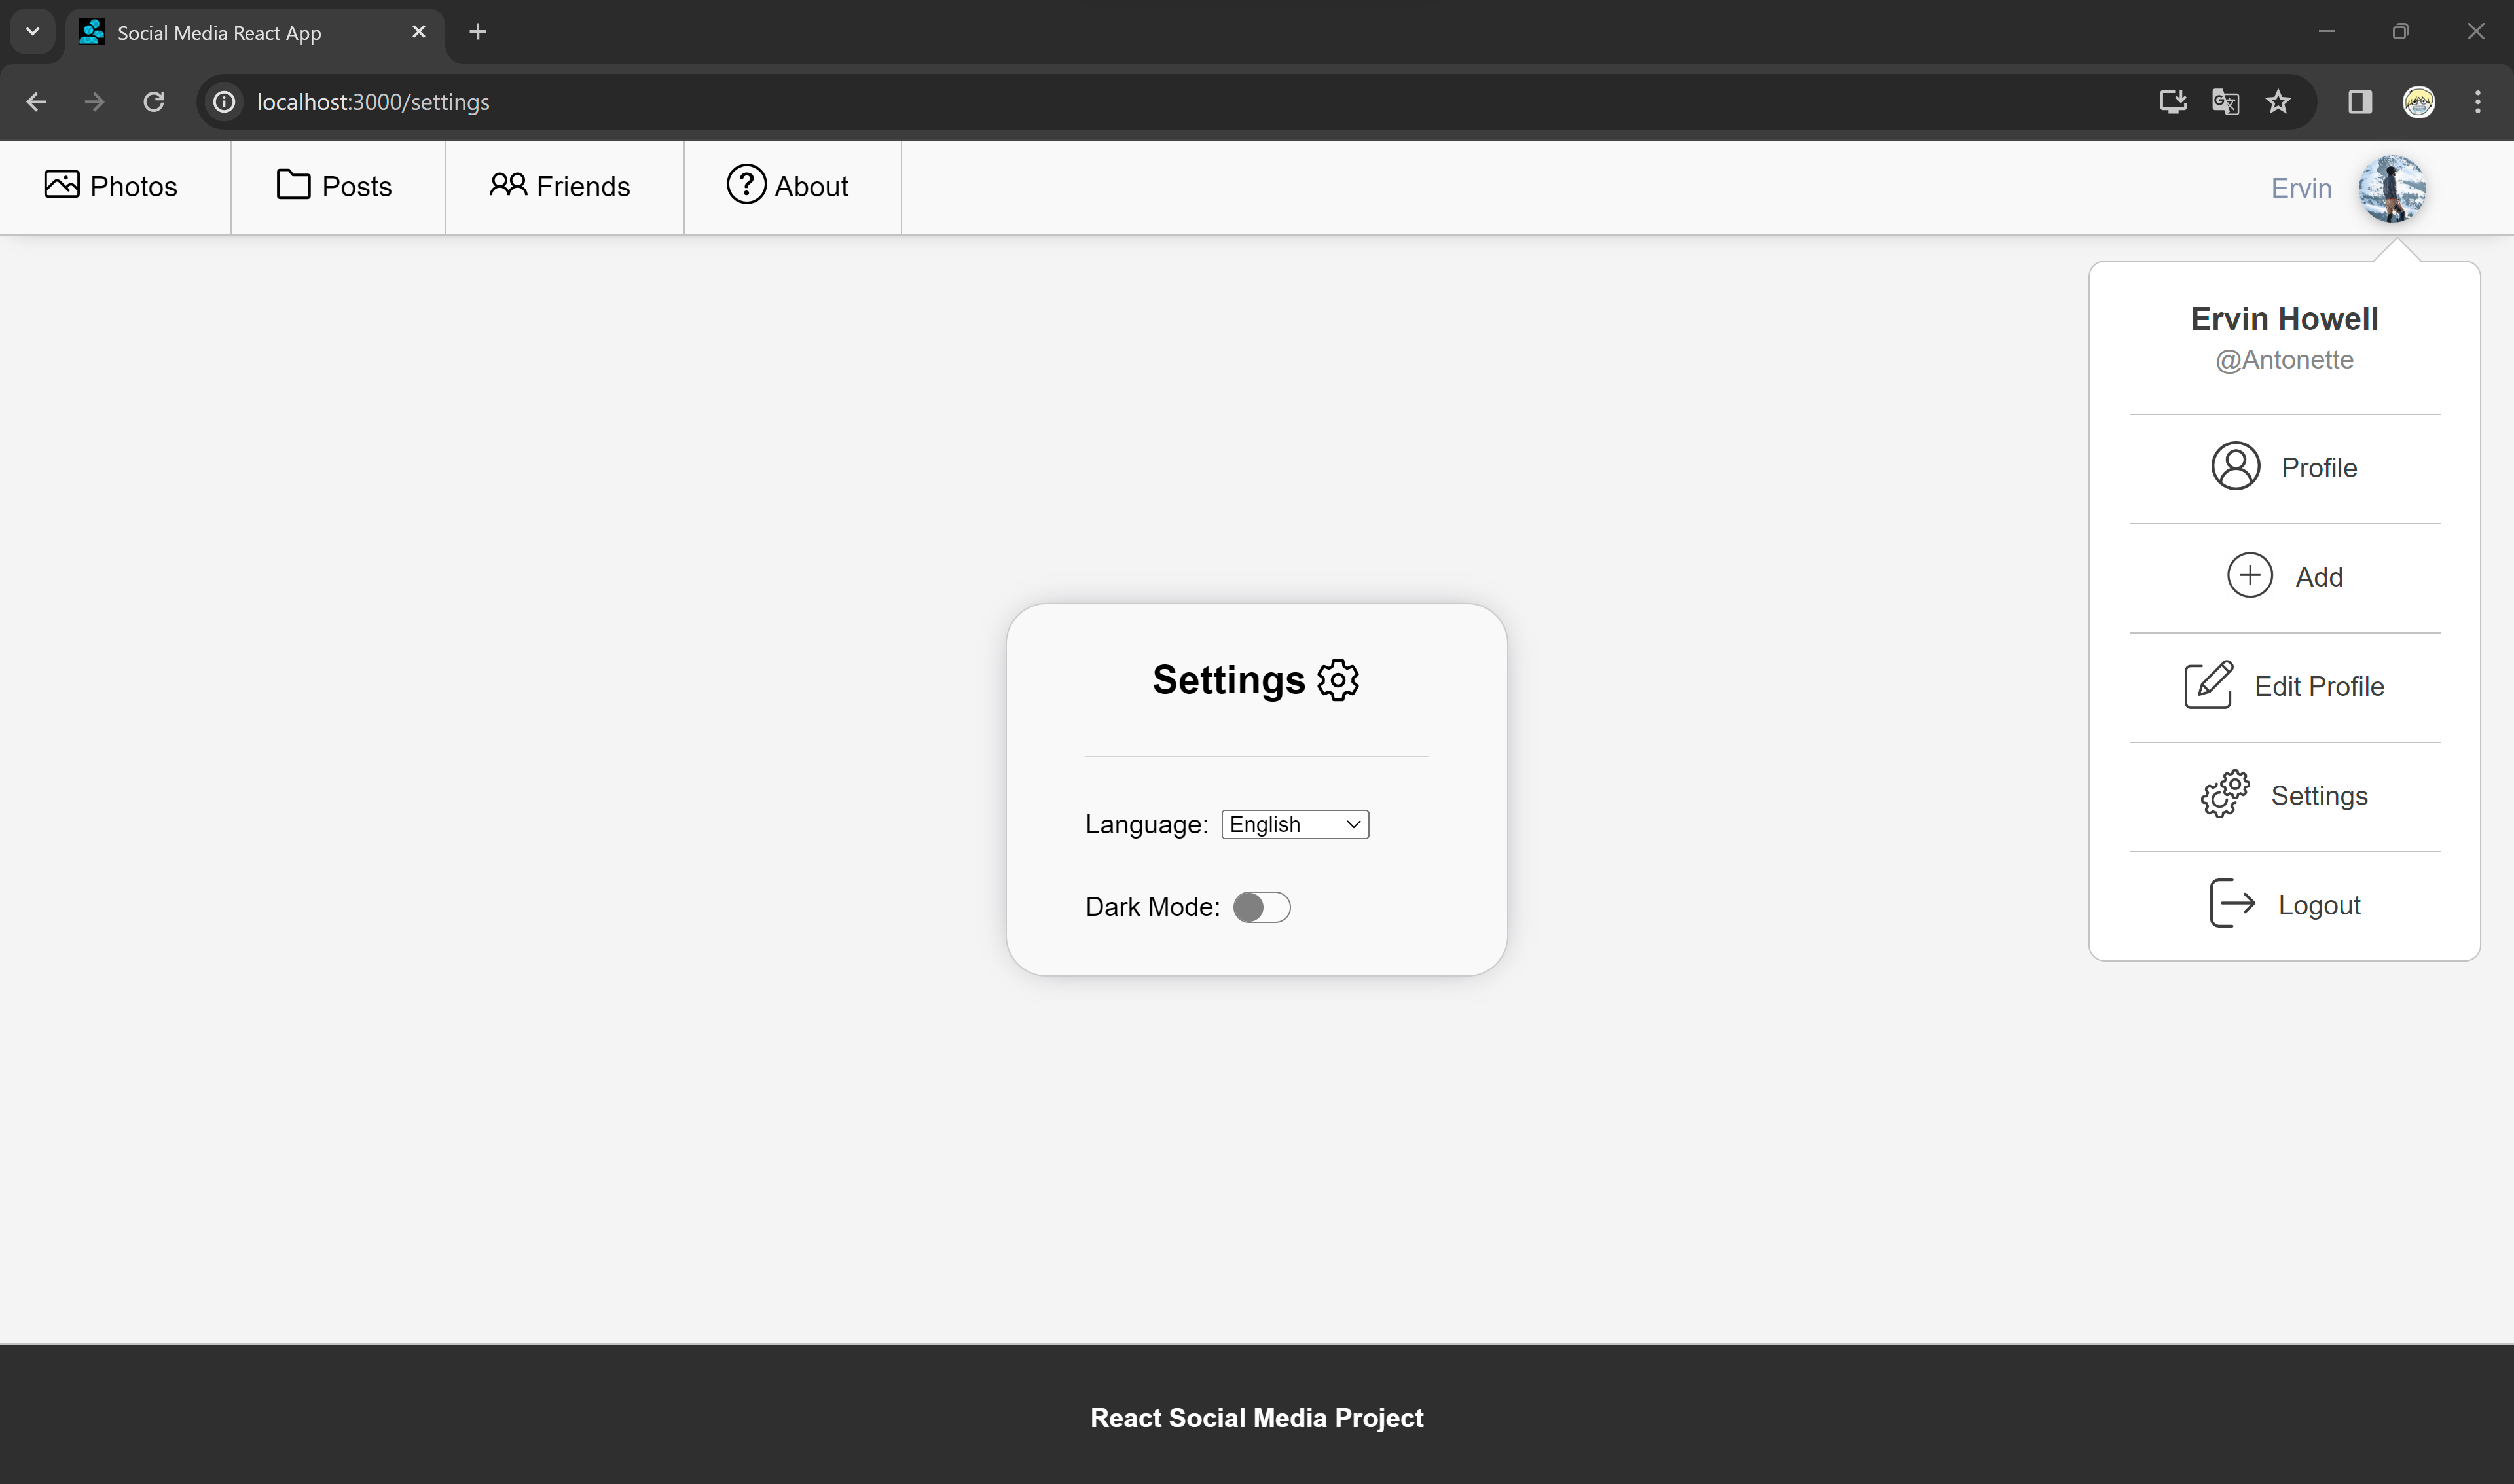 Social Media React App
localhost:3000/settings
Photos
Posts
Friends
About
Ervin
Ervin Howell
@Antonette
Profile
Add
Edit Profile
Settings
Logout
Settings
Language: English
Dark Mode:
React Social Media Project